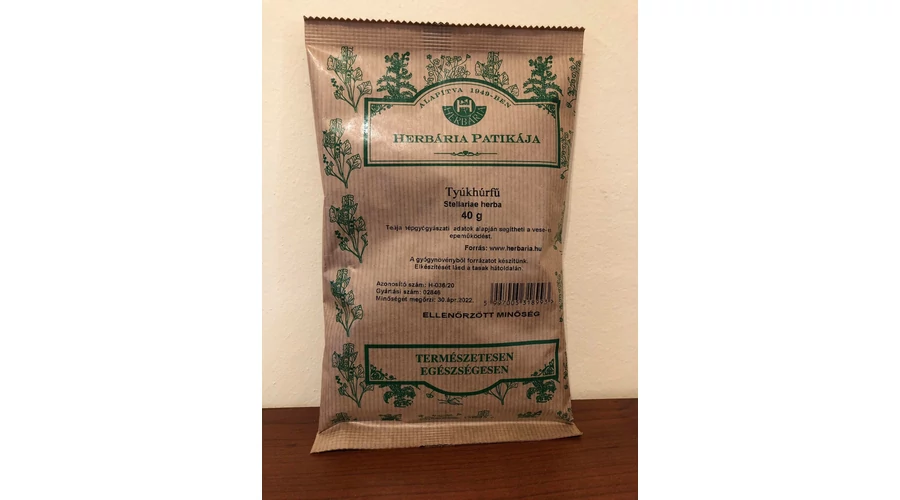 ALAPÍTVA 1949-BEN
HERBÁRIA
HERBÁRIA PATIKÁJA
Tyúkhúrfű
Stellariae herba
40 g
Teája népgyógyászati adatok alapján segítheti a vese- és
epeműködést.
Forrás: www.herbaria.hu
A gyógynövényből forrázatot készítünk.
Elkészítését lásd a tasak hátoldalán.
Azonosító szám: H-036/20
Gyártási szám: 02846
Minőségét megőrzi: 30.ápr.2022.
ELLENŐRZÖTT MINŐSÉG
TERMÉSZETESEN
EGÉSZSÉGESEN